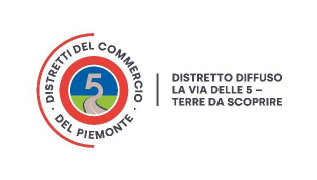 DISTRETTI DEL COMMERCIO
DEL PIEMONTE
5
DISTRETTO DIFFUSO
LA VIA DELLE 5 –
TERRE DA SCOPRIRE